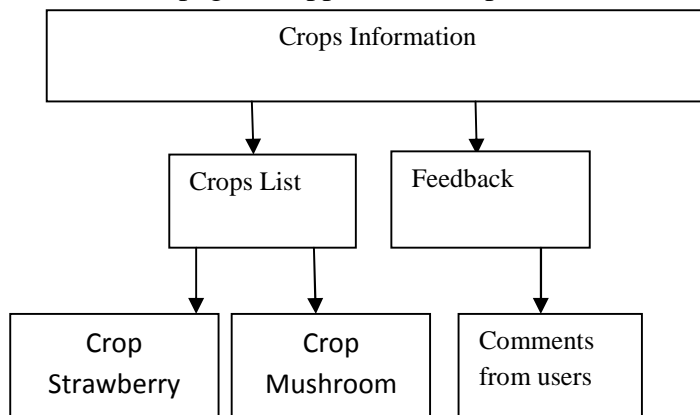 Crops Information
Crops List
Feedback
Crop
Strawberry
Crop
Mushroom
Comments
from users